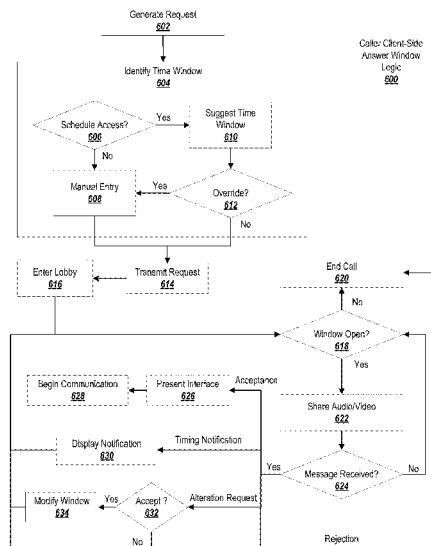 Generate Request
602
Caller Client-Side
Answer Window
Logic
600
Identify Time Window
604
Schedule Access?
606
Yes
Suggest Time
Window
610
No
Manual Entry
608
Yes
Override?
612
No
Enter Lobby
616
Transmit Request
614
End Call
620
No
Window Open?
618
Yes
Begin Communication
628
Present Interface
626
Acceptance
Share Audio/Video
622
Display Notification
630
Timing Notification
Yes
Message Received?
624
No
Modify Window
634
Yes
Accept ?
632
Alteration Request
No
Rejection